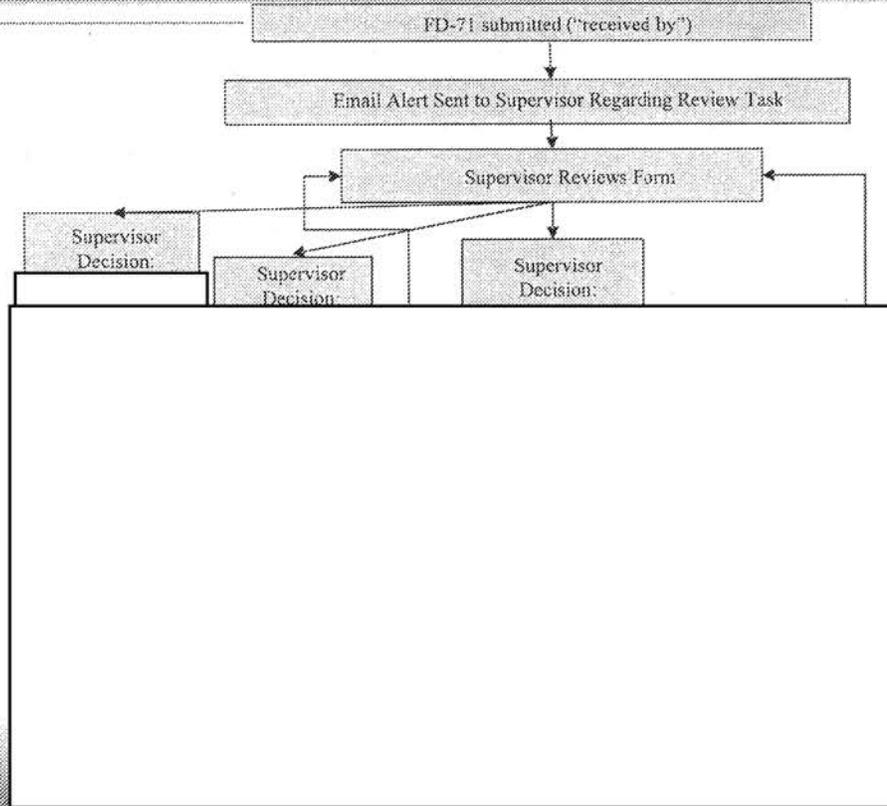 FD-71 submitted (“received by”)
Email Alert Sent to Supervisor Regarding Review Task
Supervisor Reviews Form
Supervisor
Decision:
Supervisor
Decision:
Supervisor
Decision: